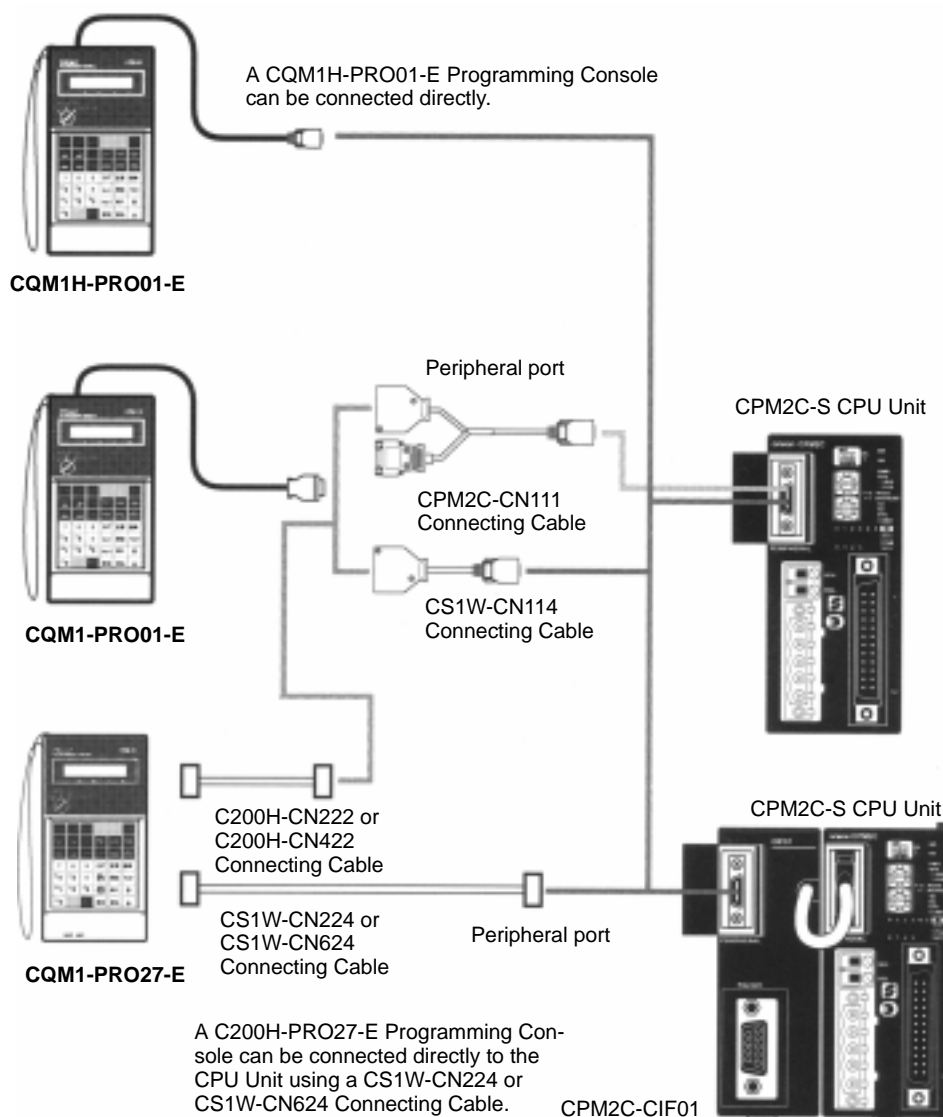 A CQM1H-PRO01-E Programming Console
can be connected directly.
CQM1H-PRO01-E
Peripheral port
CPM2C-S CPU Unit
CPM2C-CN111
Connecting Cable
CS1W-CN114
Connecting Cable
CQM1-PRO01-E
C200H-CN222 or
C200H-CN422
Connecting Cable
CPM2C-S CPU Unit
CS1W-CN224 or
CS1W-CN624
Connecting Cable
Peripheral port
CQM1-PRO27-E
A C200H-PRO27-E Programming Con-
sole can be connected directly to the
CPU Unit using a CS1W-CN224 or
CS1W-CN624 Connecting Cable.
CPM2C-CIF01